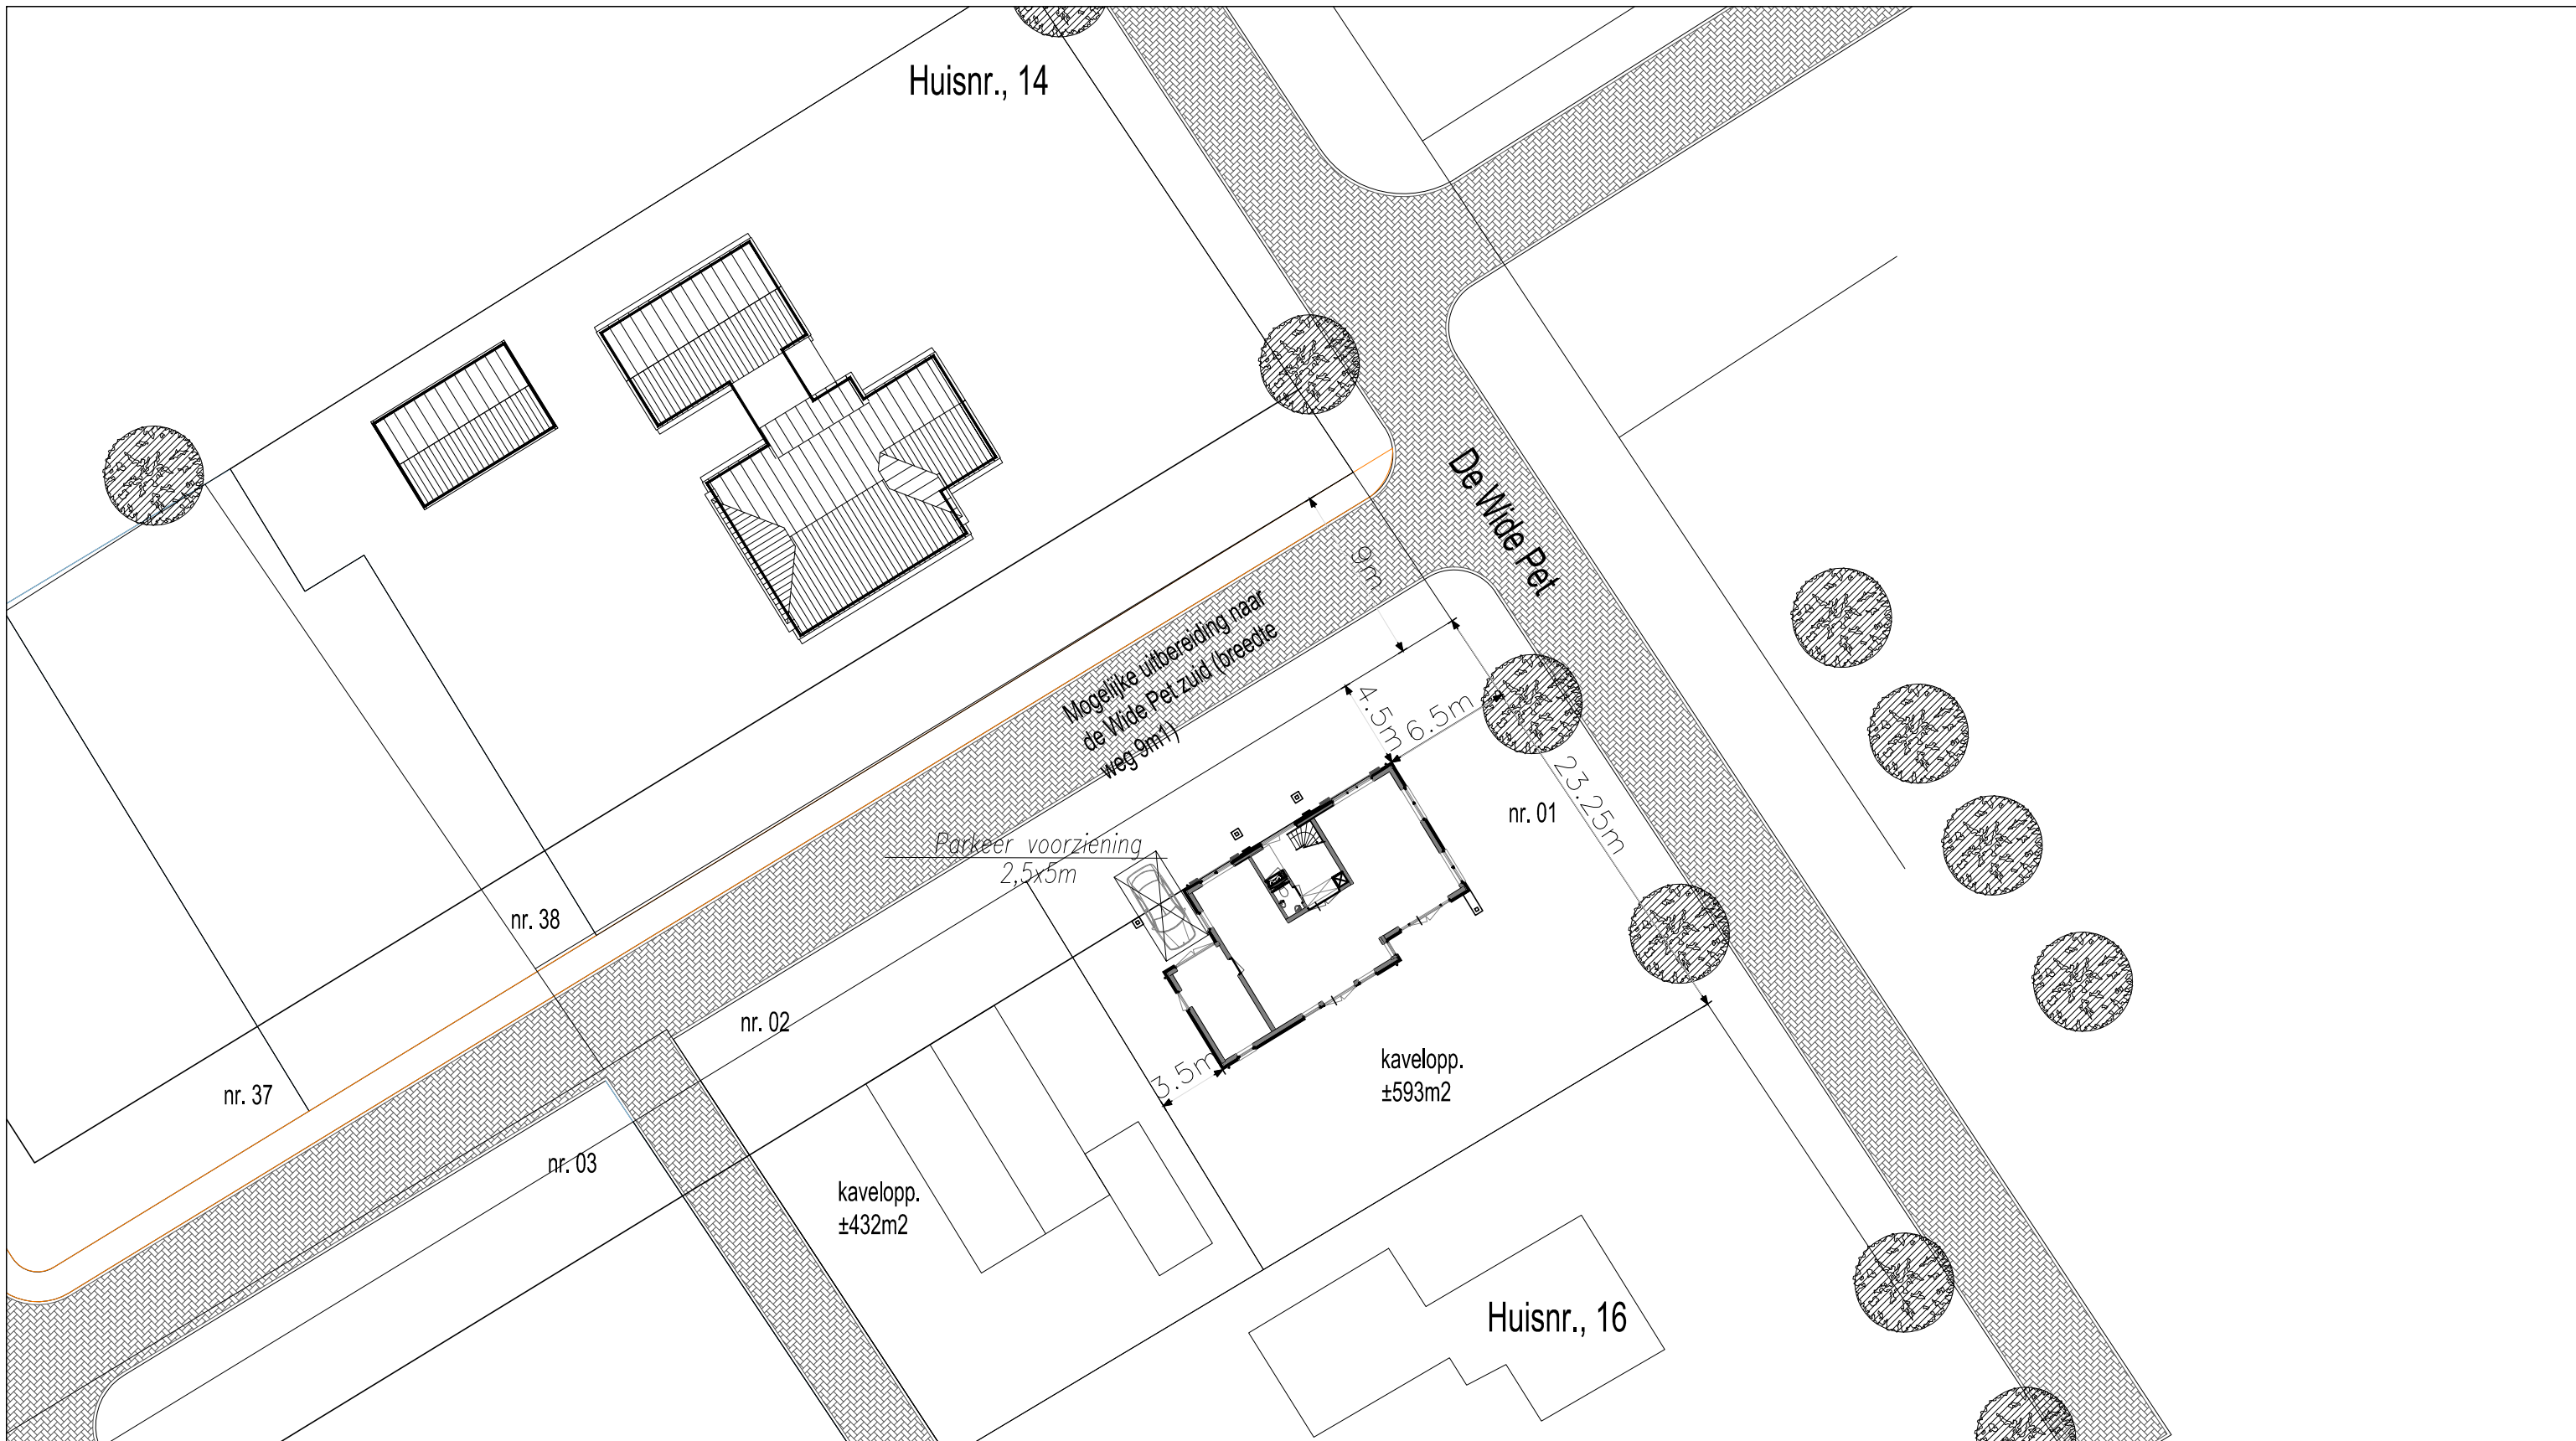 Huisnr., 14
De Wide Pet
9m
Mogelijke uitbereiding naar
de Wide Pet zuid (breedte
weg 9m1)
4.5m
6.5m
23.25m
nr. 01
Parkeer voorziening
2,5x5m
nr. 38
nr. 02
3.5m
kavelopp.
±593m2
nr. 37
nr. 03
kavelopp.
±432m2
Huisnr., 16